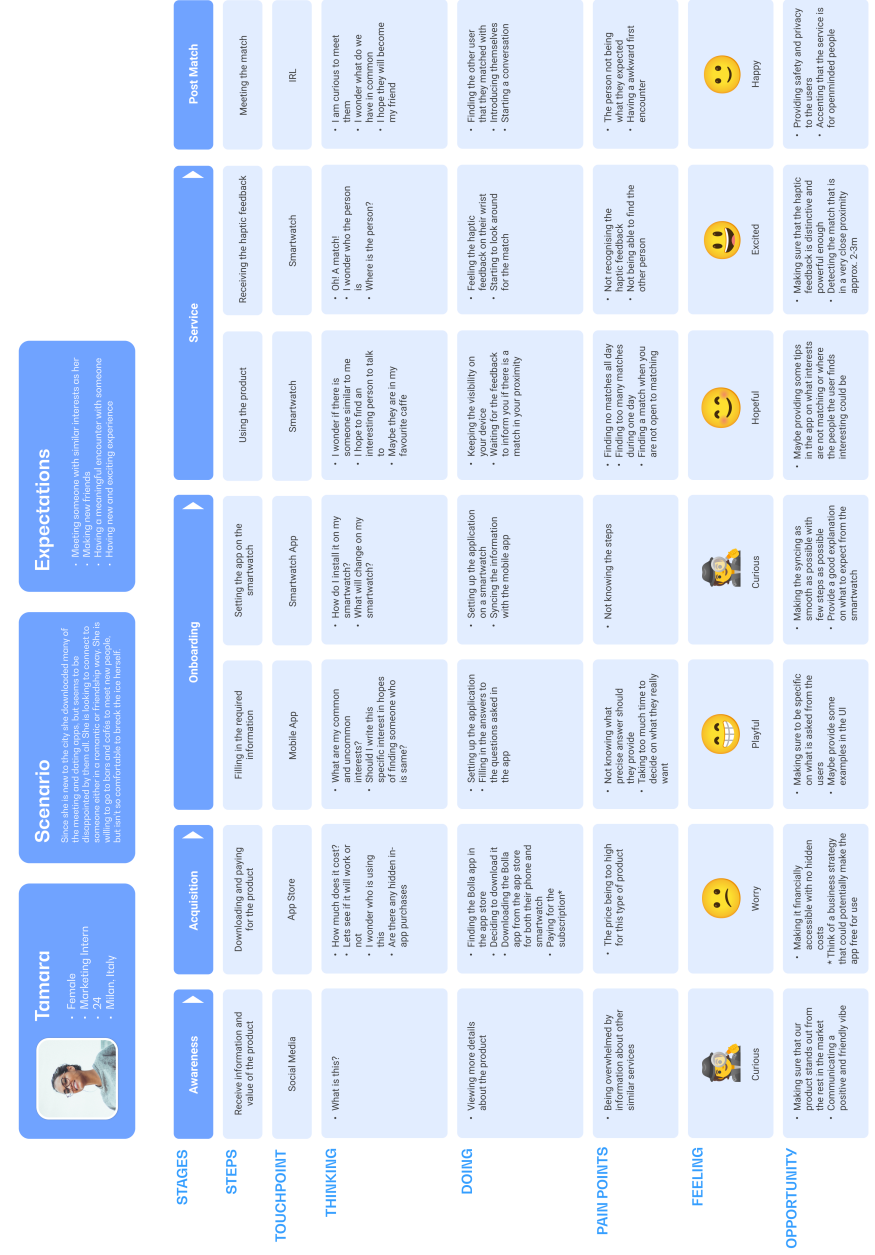 Tamara
• Female
• Marketing Intern
• 24
• Milan, Italy
Scenario
Since she is new to the city she downloaded many of
the meeting and dating apps, but seems to be
disappointed by them all. She is looking to connect to
someone either in a romantic or friendship way. She is
willing to go to bars and cafés to meet new people,
but isn't so comfortable to break the ice herself.
Expectations
• Meeting someone with similar interests as her
• Making new friends
• Having a meaningful encounter with someone
• Having new and exciting experience
STAGES
Awareness
Acquisition
Onboarding
Service
Post Match
STEPS
Receive information and
value of the product
Downloading and paying
for the product
Filling in the required
information
Setting the app on the
smartwatch
Using the product
Receiving the haptic feedback
Meeting the match
TOUCHPOINT
Social Media
App Store
Mobile App
Smartwatch App
Smartwatch
Smartwatch
IRL
THINKING
• What is this?
• How much does it cost?
• Lets see if it will work or
not
• I wonder who is using
this
• Are there any hidden in-
app purchases
• What are my common
and uncommon
interests?
• Should I write this
specific interest in hopes
of finding someone who
is same?
• How do I install it on my
smartwatch?
• What will change on my
smartwatch?
• I wonder if there is
someone similar to me
• I hope to find an
interesting person to talk
to
• Maybe they are in my
favourite caffe
• Oh! A match!
• I wonder who the person
is
• Where is the person?
• I am curious to meet
them
• I wonder what do we
have in common
• I hope they will become
my friend
DOING
• Viewing more details
about the product
• Finding the Bolla app in
the app store
• Deciding to download it
• Downloading the Bolla
app from the app store
for both their phone and
smartwatch
• Paying for the
subscription*
• Setting up the application
• Filling in the answers to
the questions asked in
the app
• Setting up the application
on a smartwatch
• Syncing the information
with the mobile app
• Keeping the visibility on
your device
• Waiting for the feedback
to inform you if there is a
match in your proximity
• Feeling the haptic
feedback on their wrist
• Starting to look around
for the match
• Finding the other user
that they matched with
• Introducing themselves
• Starting a conversation
PAIN POINTS
• Being overwhelmed by
information about other
similar services
• The price being too high
for this type of product
• Not knowing what
precise answer should
they provide
• Taking too much time to
decide on what they really
want
• Not knowing the steps
• Finding no matches all day
• Finding too many matches
during one day
• Finding a match when you
are not open to matching
• Not recognising the
haptic feedback
• Not being able to find the
other person
• The person not being
what they expected
• Having a awkward first
encounter
FEELING
Curious
Worry
Playful
Curious
Hopeful
Excited
Happy
OPPORTUNITY
• Making sure that our
product stands out from
the rest in the market
• Communicating a
positive and friendly vibe
• Making it financially
accessible with no hidden
costs
* Think of a business strategy
that could potentially make the
app free for use
• Making sure to be specific
on what is asked from the
users
• Maybe provide some
examples in the UI
• Making the syncing as
smooth as possible with
few steps as possible
• Provide a good explanation
on what to expect from the
smartwatch
• Maybe providing some tips
in the app on what interests
are not matching or where
the people the user finds
interesting could be
• Making sure that the haptic
feedback is distinctive and
powerful enough
• Detecting the match that is
in a very close proximity
approx. 2-3m
• Providing safety and privacy
to the users
• Accenting that the service is
for openminded people